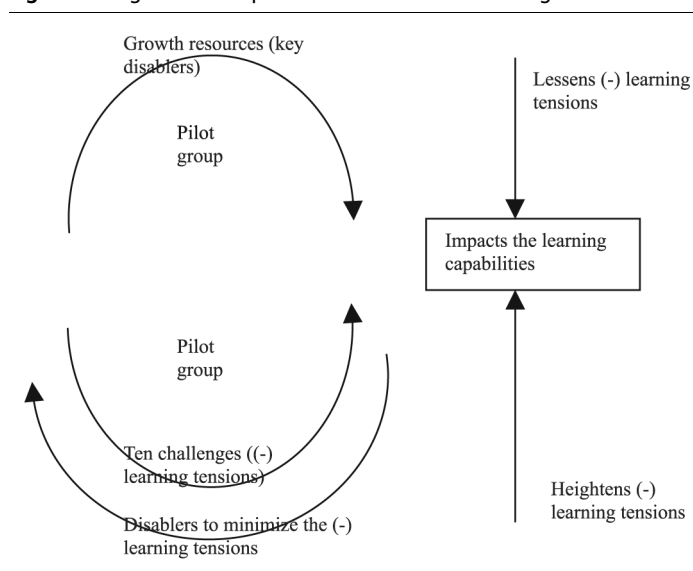 Growth resources (key
disablers)
Pilot
group
Lessens (-) learning
tensions
Impacts the learning
capabilities
Pilot
group
Ten challenges ((-)
learning tensions)
Heightens (-)
learning tensions
Disablers to minimize the (-)
learning tensions